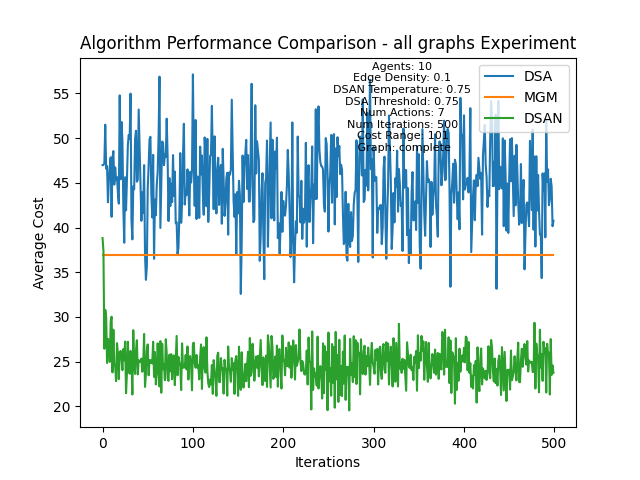 Algorithm Performance Comparison - all graphs Experiment
Agents: 10
Edge Density: 0.1
DSAN Temperature: 0.75
DSA Threshold: 0.75
Num Actions: 7
Num Iterations: 500
Cost Range: 101
Graph: complete
DSA
MGM
DSAN
Average Cost
55
50
45
40
35
30
25
20
0
100
200
300
400
500
Iterations